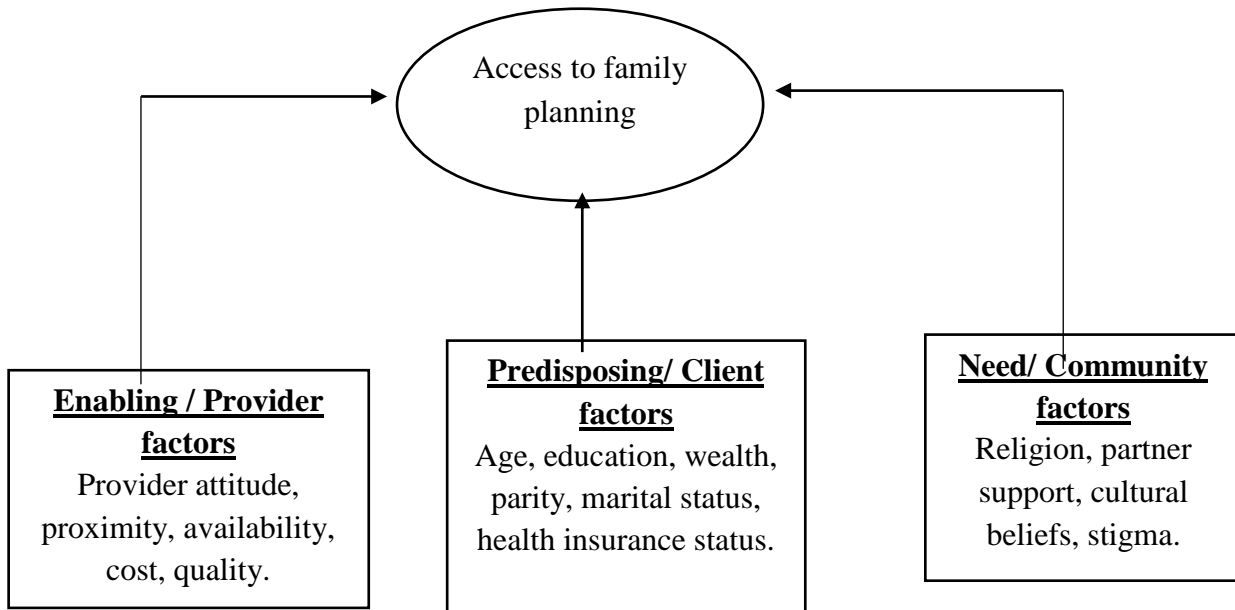 Access to family
planning
Enabling / Provider
factors
Provider attitude,
proximity, availability,
cost, quality.
Predisposing/ Client
factors
Age, education, wealth,
parity, marital status,
health insurance status.
Need/ Community
factors
Religion, partner
support, cultural
beliefs, stigma.